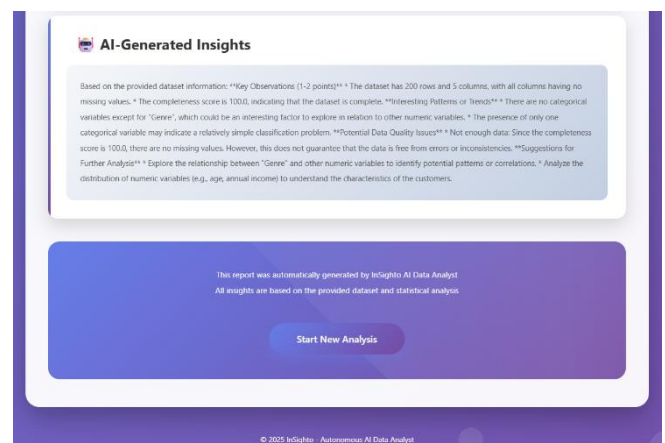 AI-Generated Insights
Based on the provided dataset information: **Key Observations (1-2 points)** * The dataset has 200 rows and 5 columns, with all columns having no
missing values. * The completeness score is 100.0, indicating that the dataset is complete. **Interesting Patterns or Trends** * There are no categorical
variables except for "Genre", which could be an interesting factor to explore in relation to other numeric variables. * The presence of only one
categorical variable may indicate a relatively simple classification problem. **Potential Data Quality Issues** * Not enough data: Since the completeness
score is 100.0, there are no missing values. However, this does not guarantee that the data is free from errors or inconsistencies. **Suggestions for
Further Analysis** * Explore the relationship between "Genre" and other numeric variables to identify potential patterns or correlations. * Analyze the
distribution of numeric variables (e.g., age, annual income) to understand the characteristics of the customers.
This report was automatically generated by InSighto AI Data Analyst
All insights are based on the provided dataset and statistical analysis
Start New Analysis
© 2025 InSighto - Autonomous AI Data Analyst